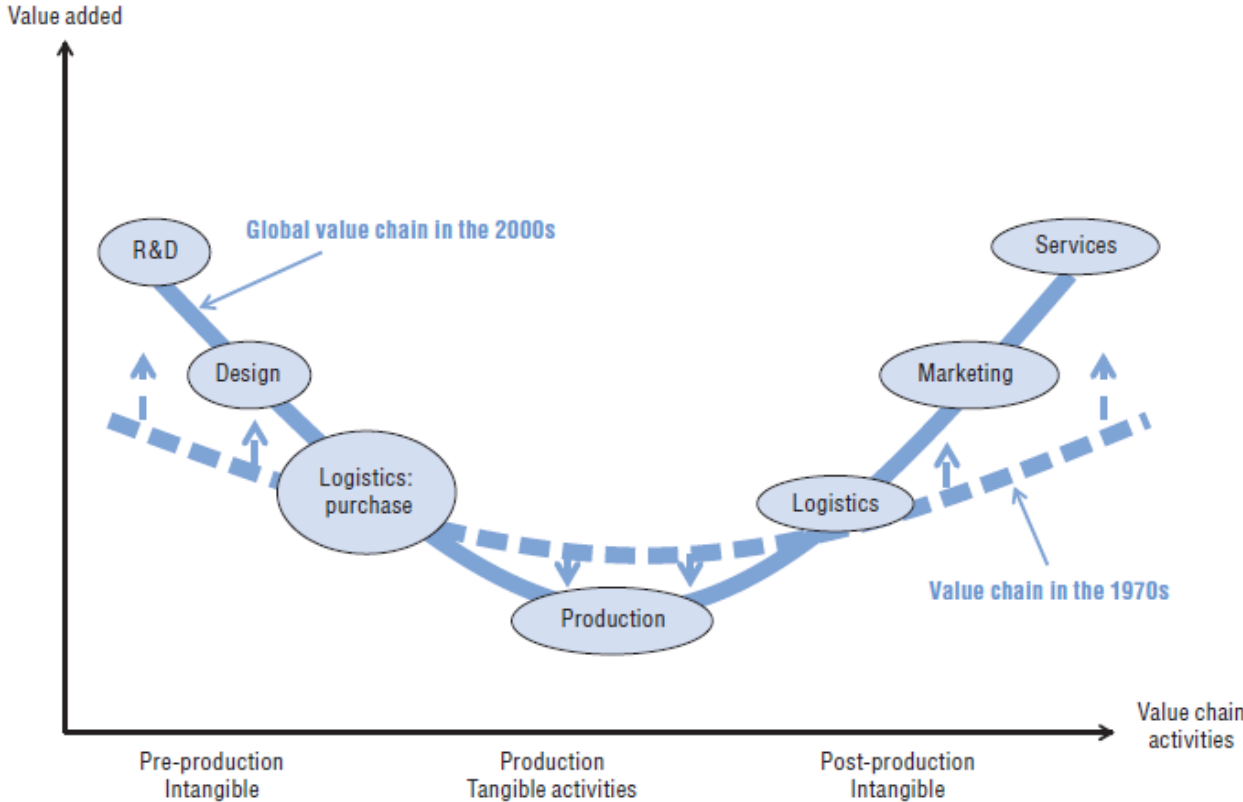 Value added
Global value chain in the 2000s
R&D
Services
Design
Marketing
Logistics:
purchase
Logistics
Value chain in the 1970s
Production
Value chain
activities
Pre-production
Intangible
Production
Tangible activities
Post-production
Intangible